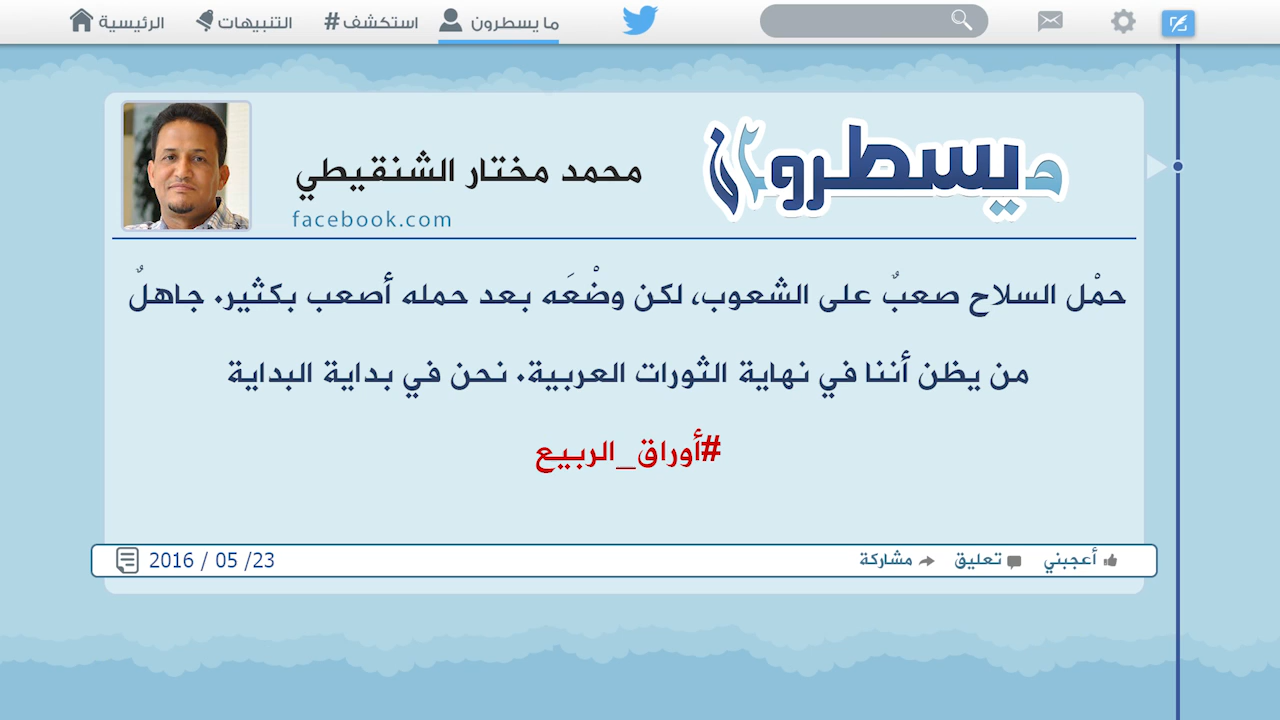 الرئيسية
التنبيهات
استكشف #
ما يسطرون
ما يسطرون
محمد مختار الشنقيطي
facebook.com
حمْل السلاح صعبٌ على الشعوب، لكن وضْعَه بعد حمله أصعب بكثير. جاهلٌ
من يظن أننا في نهاية الثورات العربية. نحن في بداية البداية
#أوراق_الربيع
أعجبني تعليق مشاركة
2016 / 05 /23